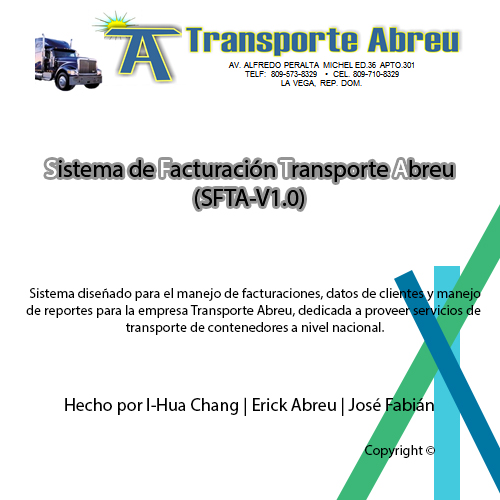 TA Transporte Abreu
AV. ALFREDO PERALTA MICHEL ED.36 APTO.301
TELF: 809-573-8329 • CEL. 809-710-8329
LA VEGA, REP. DOM.
Sistema de Facturación Transporte Abreu
(SFTA-V1.0)
Sistema diseñado para el manejo de facturaciones, datos de clientes y manejo
de reportes para la empresa Transporte Abreu, dedicada a proveer servicios de
transporte de contenedores a nivel nacional.
Hecho por I-Hua Chang | Erick Abreu | José Fabián
Copyright ©